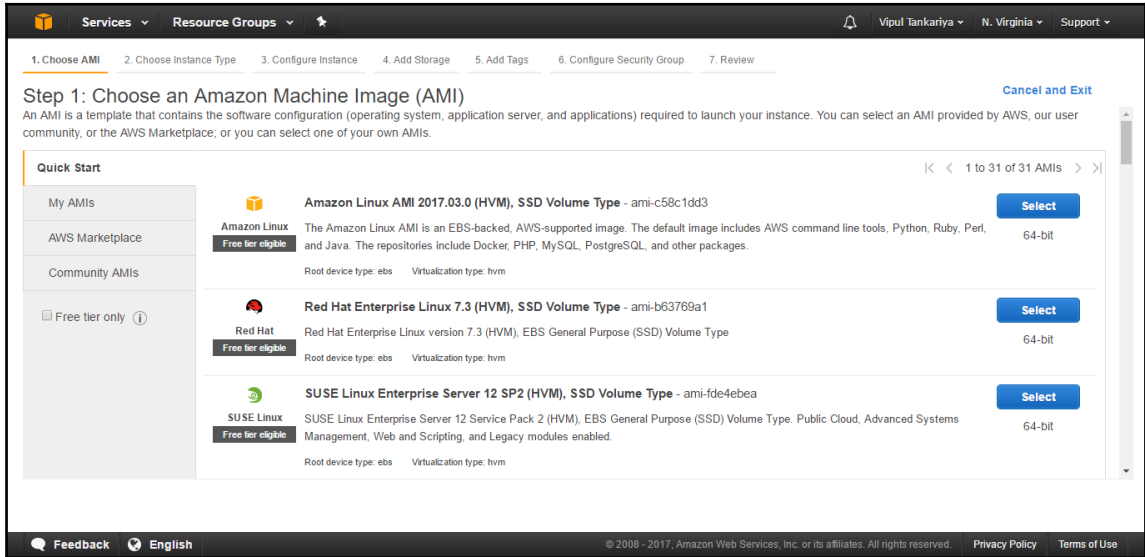 Services Resource Groups Vipul Tankariya N. Virginia Support
1. Choose AMI 2. Choose Instance Type 3. Configure Instance 4. Add Storage 5. Add Tags 6. Configure Security Group 7. Review
Step 1: Choose an Amazon Machine Image (AMI)
Cancel and Exit
An AMI is a template that contains the software configuration (operating system, application server, and applications) required to launch your instance. You can select an AMI provided by AWS, our user
community, or the AWS Marketplace; or you can select one of your own AMIs.
Quick Start
1 to 31 of 31 AMIs
My AMIs
AWS Marketplace
Community AMIs
Free tier only
Amazon Linux
Free tier eligible
Amazon Linux AMI 2017.03.0 (HVM), SSD Volume Type - ami-c58c1dd3
The Amazon Linux AMI is an EBS-backed, AWS-supported image. The default image includes AWS command line tools, Python, Ruby, Perl,
and Java. The repositories include Docker, PHP, MySQL, PostgreSQL, and other packages.
Root device type: ebs Virtualization type: hvm
Select
64-bit
Red Hat
Free tier eligible
Red Hat Enterprise Linux 7.3 (HVM), SSD Volume Type - ami-b63769a1
Red Hat Enterprise Linux version 7.3 (HVM), EBS General Purpose (SSD) Volume Type
Root device type: ebs Virtualization type: hvm
Select
64-bit
SUSE Linux
Free tier eligible
SUSE Linux Enterprise Server 12 SP2 (HVM), SSD Volume Type - ami-fde4ebea
SUSE Linux Enterprise Server 12 Service Pack 2 (HVM), EBS General Purpose (SSD) Volume Type. Public Cloud, Advanced Systems
Management, Web and Scripting, and Legacy modules enabled.
Root device type: ebs Virtualization type: hvm
Select
64-bit
Feedback English © 2008 - 2017, Amazon Web Services, Inc. or its affiliates. All rights reserved. Privacy Policy Terms of Use